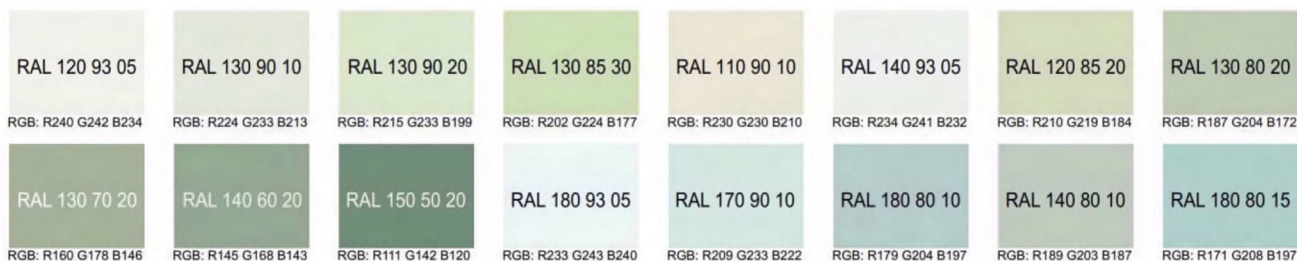 RAL 120 93 05
RGB: R240 G242 B234
RAL 130 90 10
RGB: R224 G233 B213
RAL 130 90 20
RGB: R215 G233 B199
RAL 130 85 30
RGB: R202 G224 B177
RAL 110 90 10
RGB: R230 G230 B210
RAL 140 93 05
RGB: R234 G241 B232
RAL 120 85 20
RGB: R210 G219 B184
RAL 130 80 20
RGB: R187 G204 B172
RAL 130 70 20
RGB: R160 G178 B146
RAL 140 60 20
RGB: R145 G168 B143
RAL 150 50 20
RGB: R111 G142 B120
RAL 180 93 05
RGB: R233 G243 B240
RAL 170 90 10
RGB: R209 G233 B222
RAL 180 80 10
RGB: R179 G204 B197
RAL 140 80 10
RGB: R189 G203 B187
RAL 180 80 15
RGB: R171 G208 B197